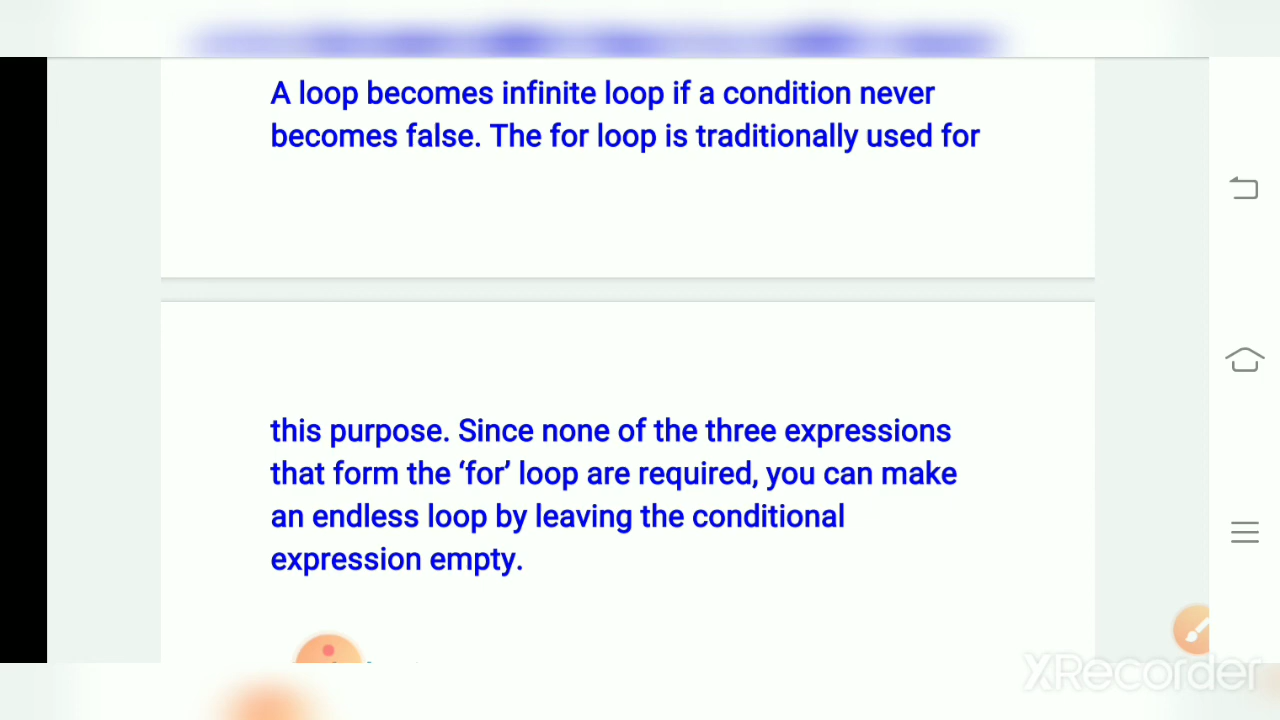 A loop becomes infinite loop if a condition never
becomes false. The for loop is traditionally used for
this purpose. Since none of the three expressions
that form the ‘for’ loop are required, you can make
an endless loop by leaving the conditional
expression empty.
XRecorder